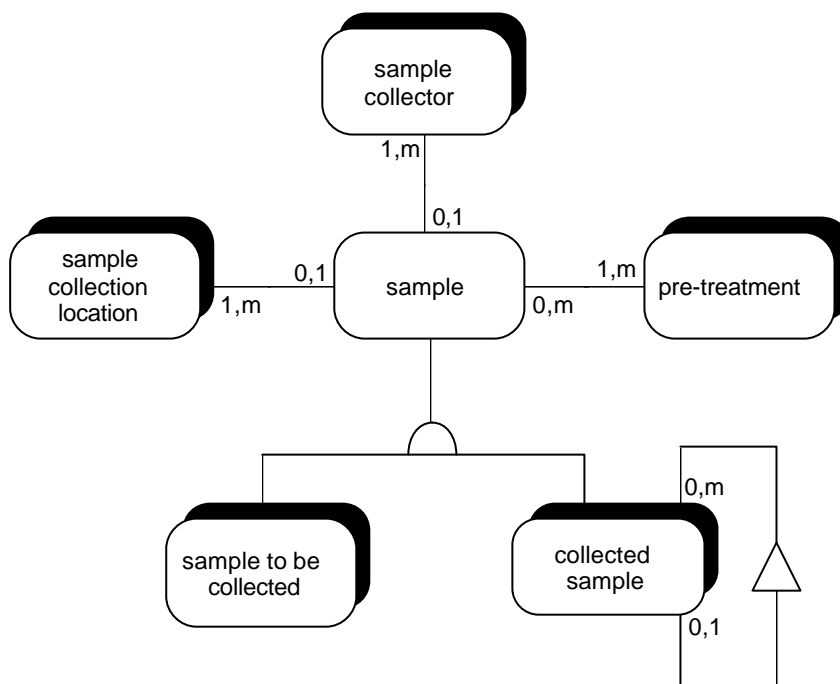 sample
collector
1,m
0,1
sample
collection
location
1,m
0,1
sample
0,m
1,m
pre-treatment
sample to be
collected
collected
sample
0,m
0,1